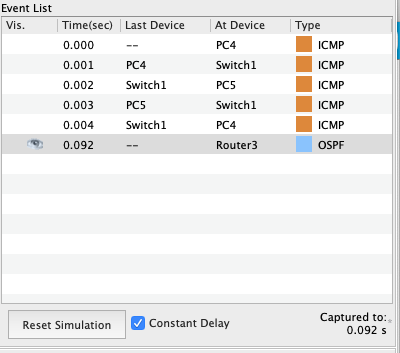 Event List
Vis. Time(sec) Last Device At Device Type
0.000 -- PC4 ICMP
0.001 PC4 Switch1 ICMP
0.002 Switch1 PC5 ICMP
0.003 PC5 Switch1 ICMP
0.004 Switch1 PC4 ICMP
0.092 -- Router3 OSPF
Reset Simulation Constant Delay Captured to:
0.092 s